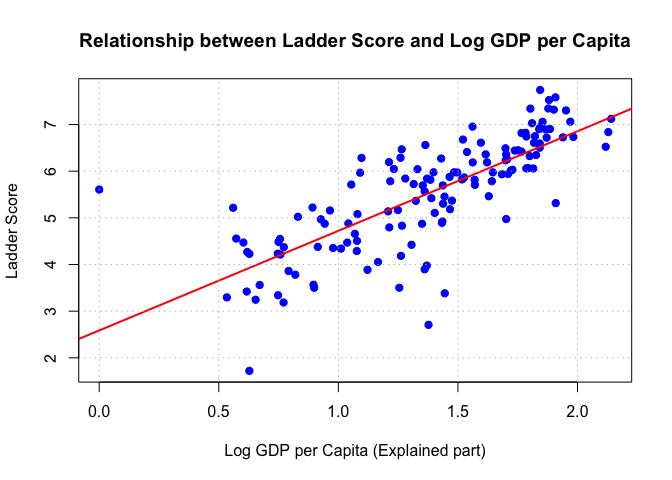 Relationship between Ladder Score and Log GDP per Capita
7
6
5
4
3
2
Ladder Score
0.0 0.5 1.0 1.5 2.0
Log GDP per Capita (Explained part)